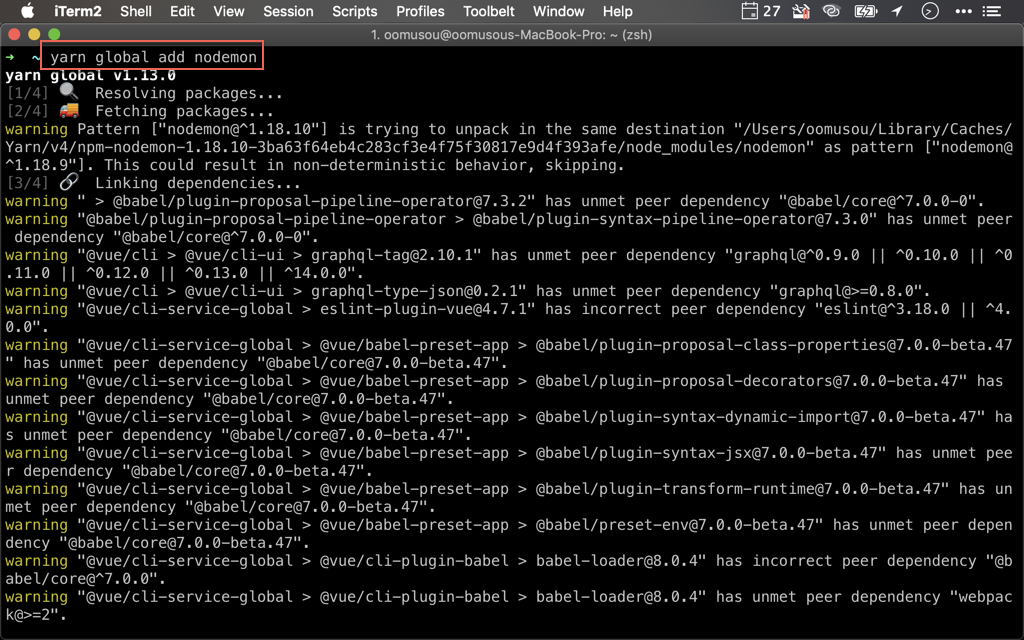 iTerm2 Shell Edit View Session Scripts Profiles Toolbelt Window Help 27
1. oomusou@oomusous-MacBook-Pro: ~ (zsh)
➜ ~ yarn global add nodemon
yarn global v1.13.0
[1/4] 🔍 Resolving packages...
[2/4] 🚚 Fetching packages...
warning Pattern ["nodemon@^1.18.10"] is trying to unpack in the same destination "/Users/oomusou/Library/Caches/
Yarn/v4/npm-nodemon-1.18.10-3ba63f64eb4c283cf3e4f75f30817e9d4f393afe/node_modules/nodemon" as pattern ["nodemon@
^1.18.9"]. This could result in non-deterministic behavior, skipping.
[3/4] 🔗 Linking dependencies...
warning " > @babel/plugin-proposal-pipeline-operator@7.3.2" has unmet peer dependency "@babel/core@^7.0.0-0".
warning "@babel/plugin-proposal-pipeline-operator > @babel/plugin-syntax-pipeline-operator@7.3.0" has unmet peer
dependency "@babel/core@^7.0.0-0".
warning "@vue/cli > @vue/cli-ui > graphql-tag@2.10.1" has unmet peer dependency "graphql@^0.9.0 || ^0.10.0 || ^0
.11.0 || ^0.12.0 || ^0.13.0 || ^14.0.0".
warning "@vue/cli > @vue/cli-ui > graphql-type-json@0.2.1" has unmet peer dependency "graphql@>=0.8.0".
warning "@vue/cli-service-global > eslint-plugin-vue@4.7.1" has incorrect peer dependency "eslint@^3.18.0 || ^4.
0.0".
warning "@vue/cli-service-global > @vue/babel-preset-app > @babel/plugin-proposal-class-properties@7.0.0-beta.47
" has unmet peer dependency "@babel/core@7.0.0-beta.47".
warning "@vue/cli-service-global > @vue/babel-preset-app > @babel/plugin-proposal-decorators@7.0.0-beta.47" has
unmet peer dependency "@babel/core@7.0.0-beta.47".
warning "@vue/cli-service-global > @vue/babel-preset-app > @babel/plugin-syntax-dynamic-import@7.0.0-beta.47" ha
s unmet peer dependency "@babel/core@7.0.0-beta.47".
warning "@vue/cli-service-global > @vue/babel-preset-app > @babel/plugin-syntax-jsx@7.0.0-beta.47" has unmet pee
r dependency "@babel/core@7.0.0-beta.47".
warning "@vue/cli-service-global > @vue/babel-preset-app > @babel/plugin-transform-runtime@7.0.0-beta.47" has un
met peer dependency "@babel/core@7.0.0-beta.47".
warning "@vue/cli-service-global > @vue/babel-preset-app > @babel/preset-env@7.0.0-beta.47" has unmet peer depen
dency "@babel/core@7.0.0-beta.47".
warning "@vue/cli-service-global > @vue/cli-plugin-babel > babel-loader@8.0.4" has incorrect peer dependency "@b
abel/core@^7.0.0".
warning "@vue/cli-service-global > @vue/cli-plugin-babel > babel-loader@8.0.4" has unmet peer dependency "webpac
k@>=2".